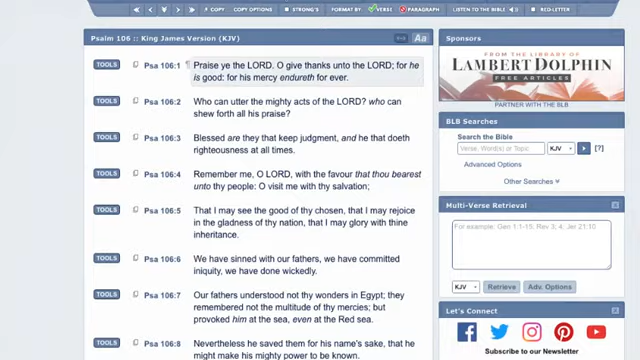 COPY COPY OPTIONS STRONG'S FORMAT BY VERSE PARAGRAPH LISTEN TO THE BIBLE RED-LETTER
Psalm 106 :: King James Version (KJV)
Aa
TOOLS Psa 106:1 ¶ Praise ye the LORD. O give thanks unto the LORD; for he
is good: for his mercy endureth for ever.
TOOLS Psa 106:2 Who can utter the mighty acts of the LORD? who can
shew forth all his praise?
TOOLS Psa 106:3 Blessed are they that keep judgment, and he that doeth
righteousness at all times.
TOOLS Psa 106:4 Remember me, O LORD, with the favour that thou bearest
unto thy people: O visit me with thy salvation;
TOOLS Psa 106:5 That I may see the good of thy chosen, that I may rejoice
in the gladness of thy nation, that I may glory with thine
inheritance.
TOOLS Psa 106:6 We have sinned with our fathers, we have committed
iniquity, we have done wickedly.
TOOLS Psa 106:7 Our fathers understood not thy wonders in Egypt; they
remembered not the multitude of thy mercies; but
provoked him at the sea, even at the Red sea.
TOOLS Psa 106:8 Nevertheless he saved them for his name's sake, that he
might make his mighty power to be known.
Sponsors
FROM THE LIBRARY OF
LAMBERT DOLPHIN
FREE ARTICLES
PARTNER WITH THE BLB
BLB Searches
Search the Bible
Verse, Word(s) or Topic KJV [?]
Advanced Options
Other Searches
Multi-Verse Retrieval
For example, Gen 1:1-15; Rev 3; 4; Jer 21:10
KJV Retrieve Adv. Options
Let's Connect
Subscribe to our Newsletter